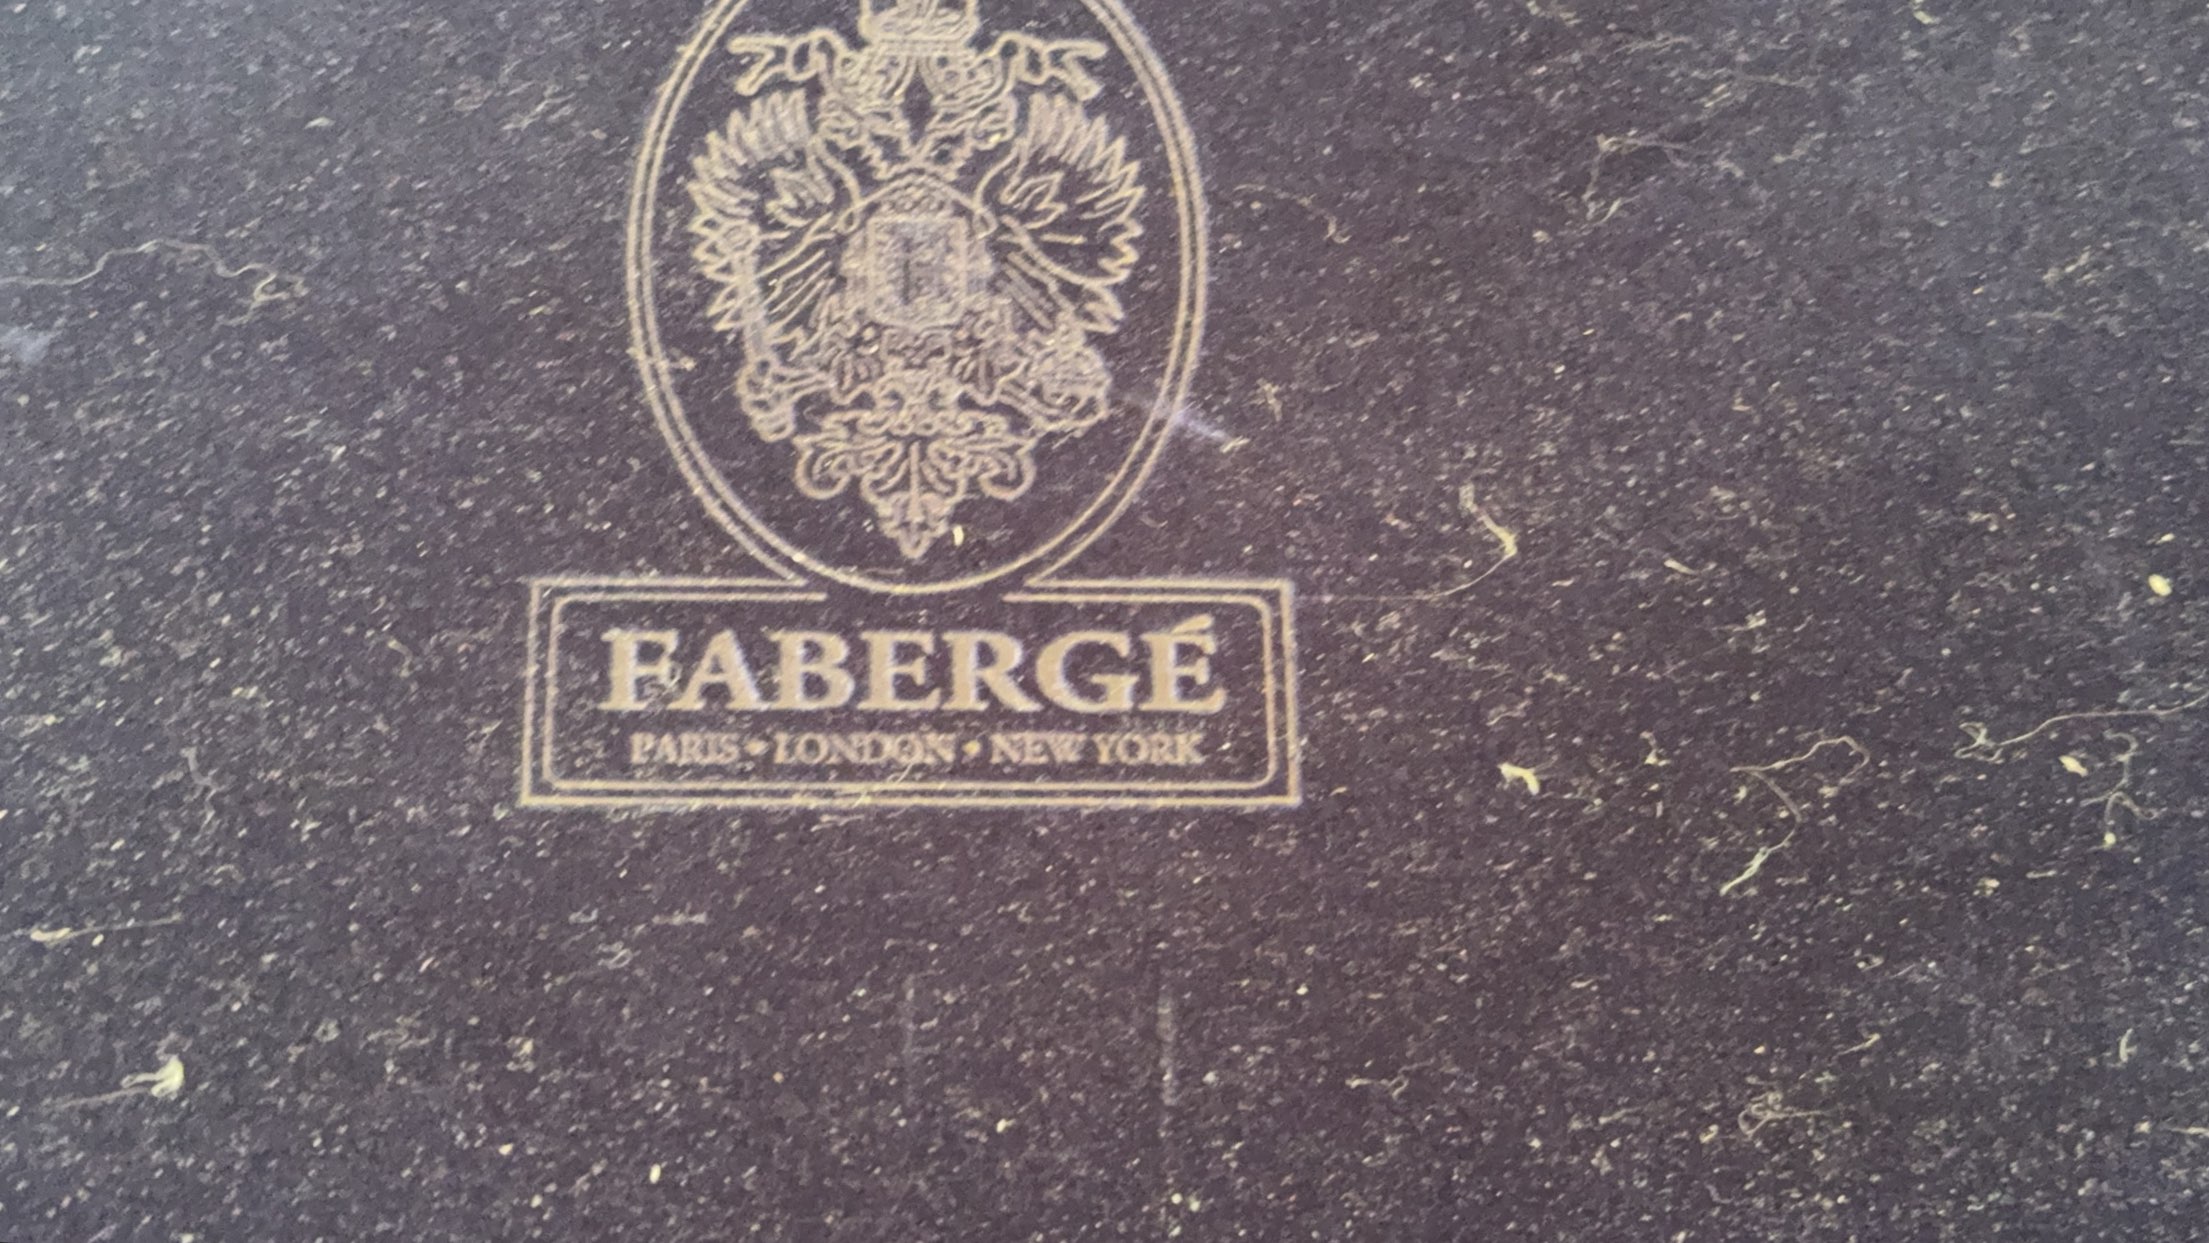 FABERGÉ
PARIS • LONDON • NEW YORK